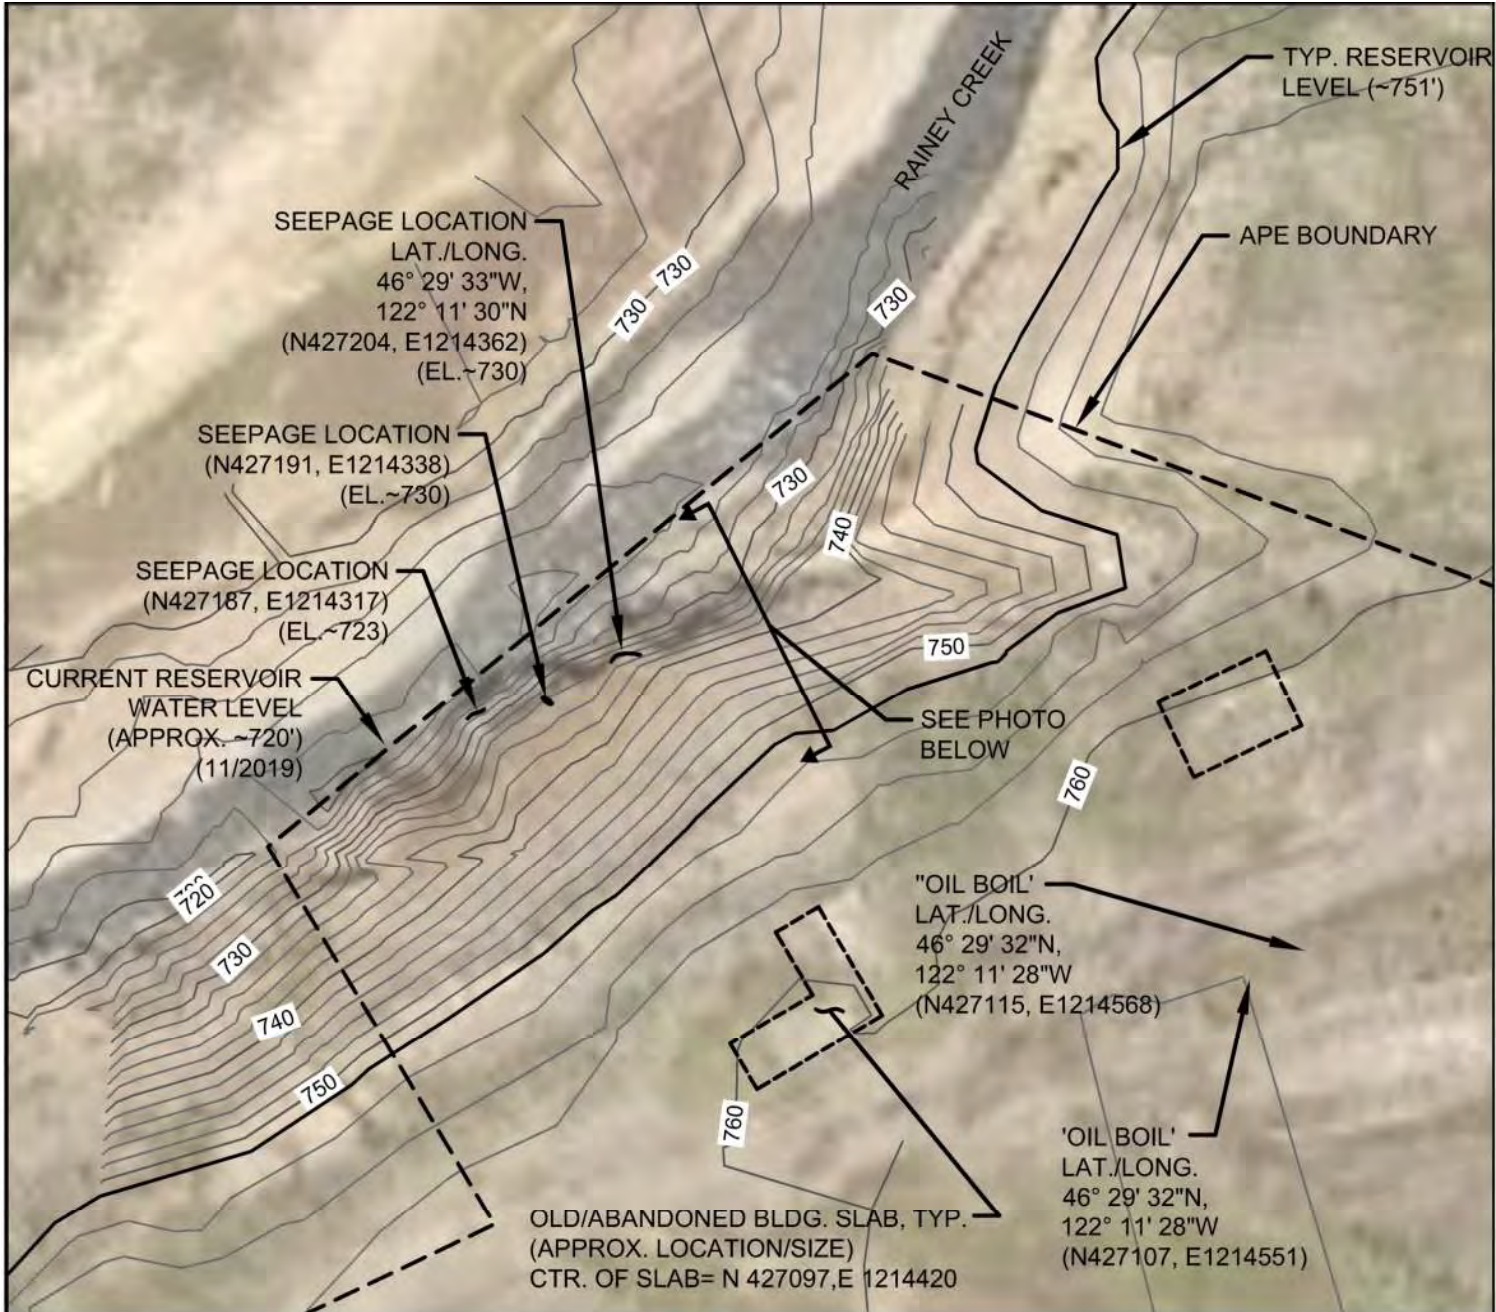 RAINEY CREEK
TYP. RESERVOIR
LEVEL (~751')
APE BOUNDARY
SEEPAGE LOCATION
LAT./LONG.
46° 29' 33"W,
122° 11' 30"N
(N427204, E1214362)
(EL.~730)
730
730
730
SEEPAGE LOCATION
(N427191, E1214338)
(EL.~730)
730
740
SEEPAGE LOCATION
(N427187, E1214317)
(EL.~723)
750
CURRENT RESERVOIR
WATER LEVEL
(APPROX. ~720')
(11/2019)
SEE PHOTO
BELOW
760
720
730
740
750
"OIL BOIL'
LAT./LONG.
46° 29' 32"N,
122° 11' 28"W
(N427115, E1214568)
760
'OIL BOIL'
LAT./LONG.
46° 29' 32"N,
122° 11' 28"W
(N427107, E1214551)
OLD/ABANDONED BLDG. SLAB, TYP.
(APPROX. LOCATION/SIZE)
CTR. OF SLAB= N 427097,E 1214420